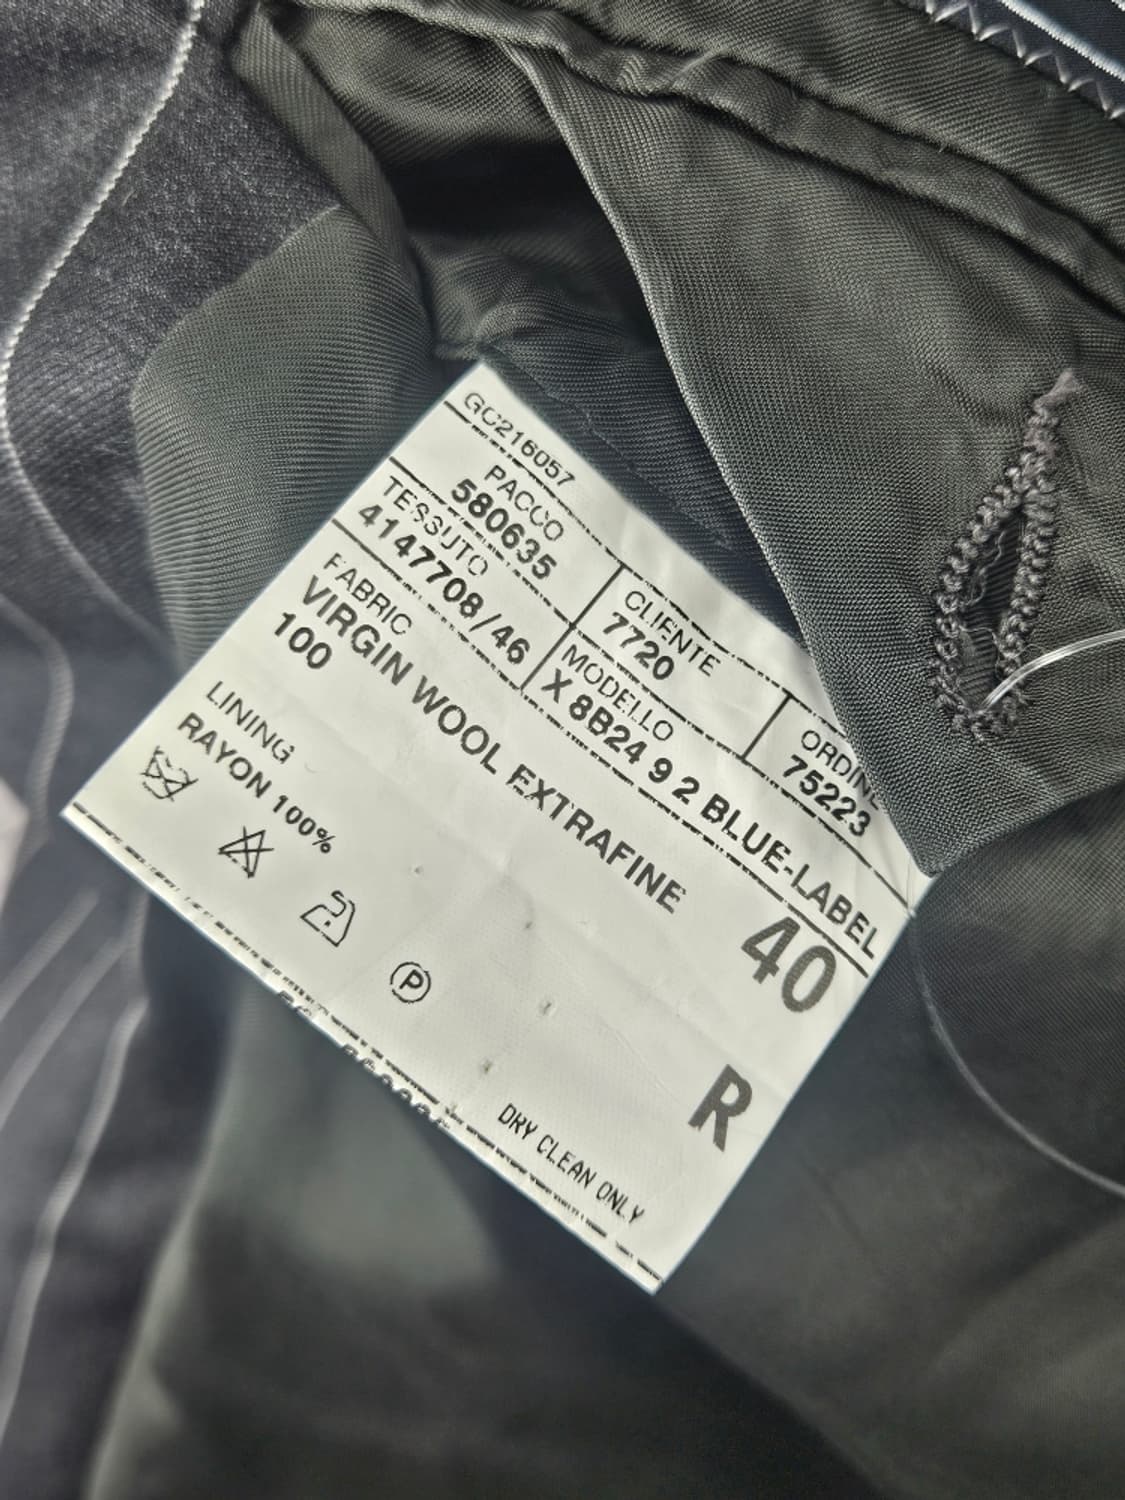 GC216057
PACCO
580635
CLIENTE
7720
ORDINE
75223
TESSUTO
4147708/46
MODELLO
X 8B24 9 2 BLUE-LABEL
FABRIC
VIRGIN WOOL EXTRAFINE
100
40
LINING
RAYON 100%
R
P
DRY CLEAN ONLY